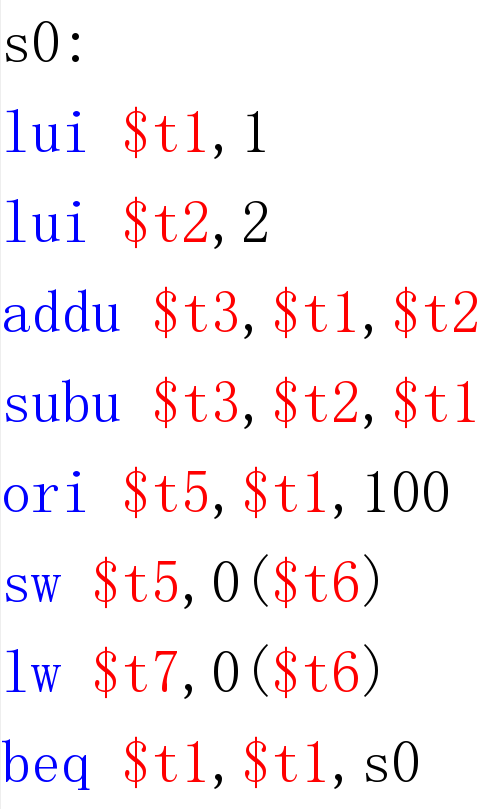 s0:
lui $t1,1
lui $t2,2
addu $t3,$t1,$t2
subu $t3,$t2,$t1
ori $t5,$t1,100
sw $t5,0($t6)
lw $t7,0($t6)
beq $t1,$t1,s0